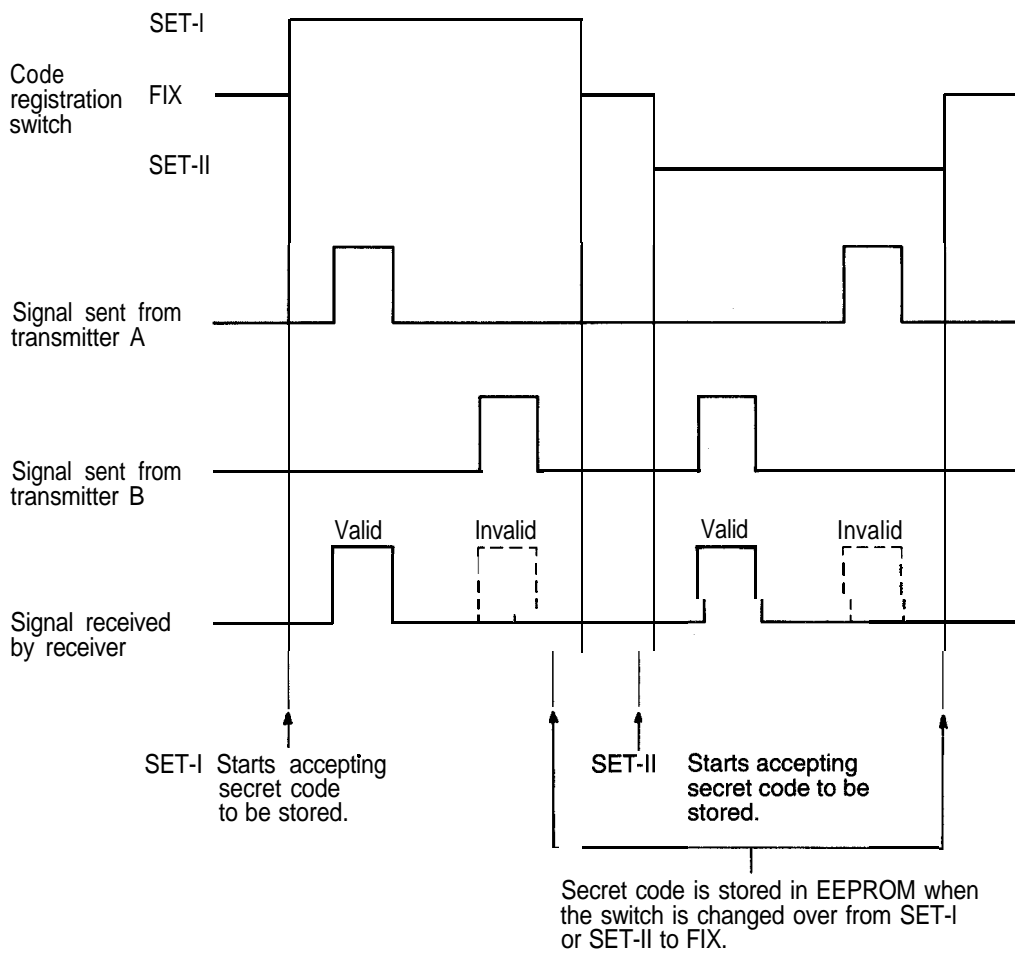 SET-I
Code
registration
switch
FIX
SET-II
Signal sent from
transmitter A
Signal sent from
transmitter B
Valid
Invalid
Valid
Invalid
Signal received
by receiver
SET-I Starts accepting
secret code
to be stored.
SET-II Starts accepting
secret code to be
stored.
Secret code is stored in EEPROM when
the switch is changed over from SET-I
or SET-II to FIX.